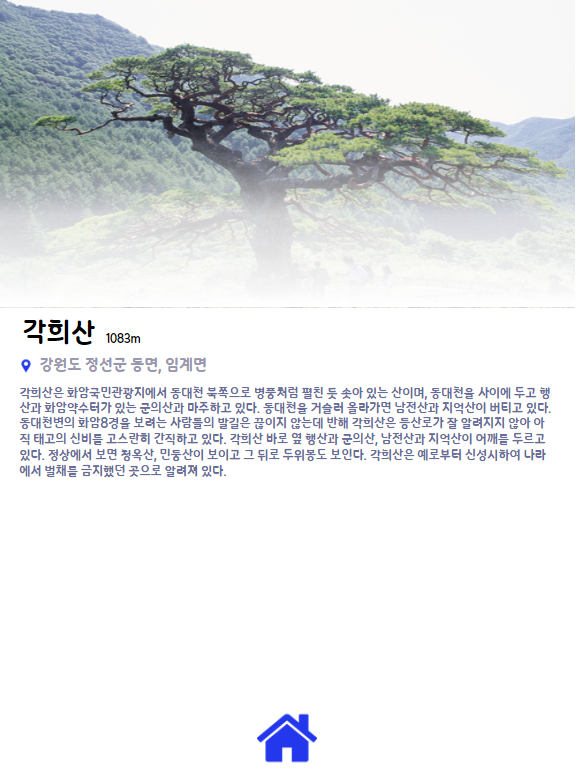 각희산 1083m
강원도 정선군 동면, 임계면
각희산은 화암국민관광지에서 동대천 북쪽으로 병풍처럼 펼친 듯 솟아 있는 산이며, 동대천을 사이에 두고 행
산과 화암약수터가 있는 군의산과 마주하고 있다. 동대천을 거슬러 올라가면 남전산과 지억산이 버티고 있다.
동대천변의 화암8경을 보려는 사람들의 발길은 끊이지 않는데 반해 각희산은 등산로가 잘 알려지지 않아 아
직 태고의 신비를 고스란히 간직하고 있다. 각희산 바로 옆 행산과 군의산, 남전산과 지억산이 어깨를 두르고
있다. 정상에서 보면 정옥산, 민둥산이 보이고 그 뒤로 두위봉도 보인다. 각희산은 예로부터 신성시하여 나라
에서 벌채를 금지했던 곳으로 알려져 있다.